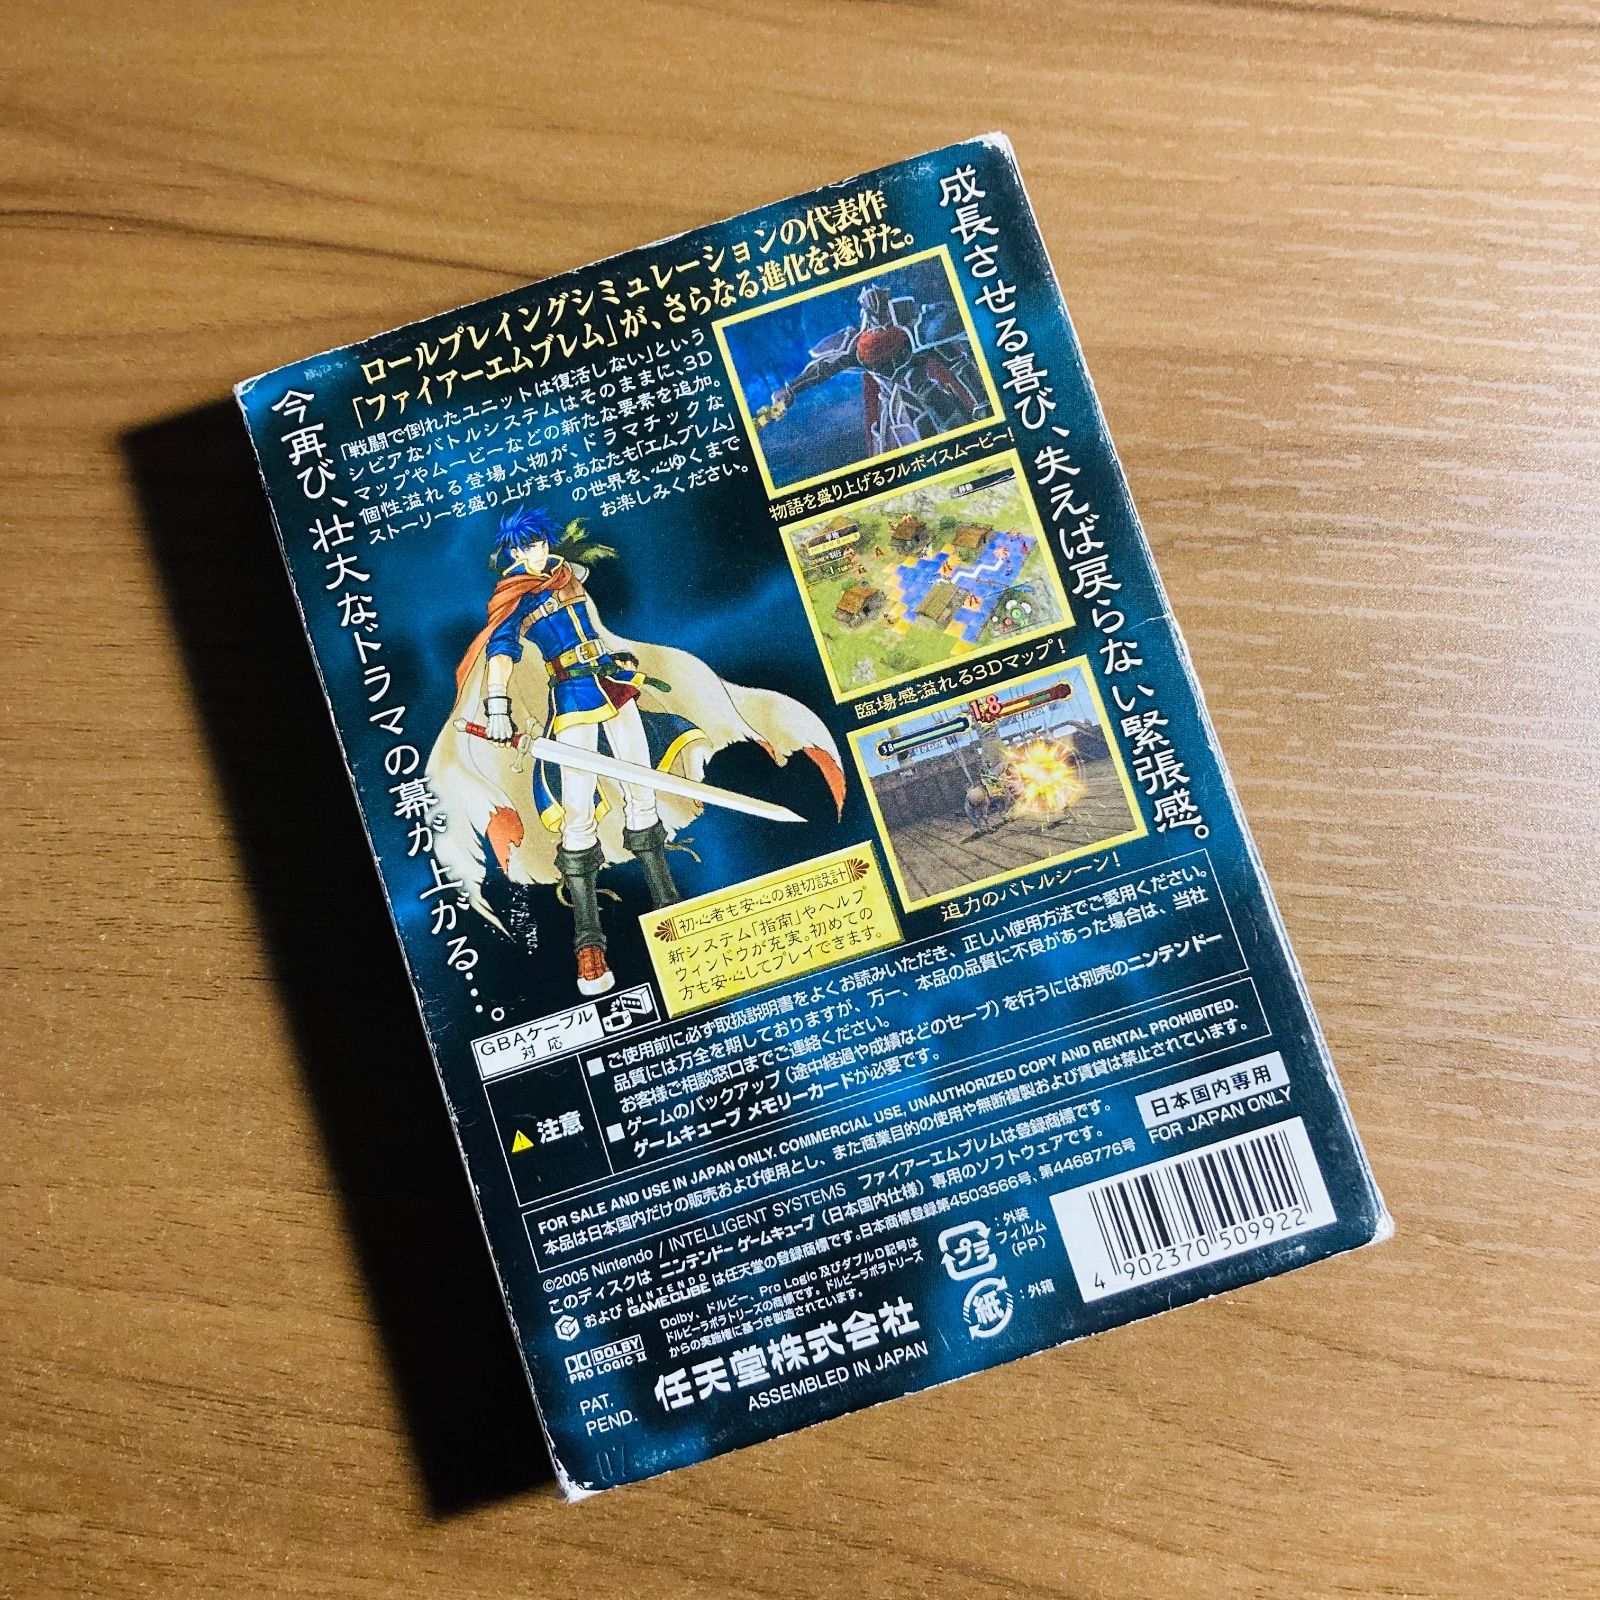 ロールプレイングシミュレーションの代表作
「ファイアーエムブレム」が、さらなる進化を遂げた。
成長させる喜び、失えば戻らない緊張感。
今再び、壮大なドラマの幕が上がる…。
「戦闘で倒れたユニットは復活しない」という
シビアなバトルシステムはそのままに、3D
マップやムービーなどの新たな要素を追加。
個性溢れる登場人物が、ドラマチックな
ストーリーを盛り上げます。あなたも「エムブレム」
の世界を、心ゆくまで
お楽しみください。
物語を盛り上げるフルボイスムービー!
臨場感溢れる3Dマップ!
18
38
迫力のバトルシーン!
初心者も安心の親切設計
新システム「指南」やヘルプ
ウィンドウが充実。初めての
方も安心してプレイできます。
GBAケーブル
対応
注意
■ご使用前に必ず取扱説明書をよくお読みいただき、正しい使用方法でご愛用ください。
品質には万全を期しておりますが、万一、本品の品質に不良があった場合は、当社
お客様ご相談窓口までご連絡ください。
■ゲームのバックアップ(途中経過や成績などのセーブ)を行うには別売のニンテンドー
ゲームキューブ メモリーカードが必要です。
FOR SALE AND USE IN JAPAN ONLY. COMMERCIAL USE, UNAUTHORIZED COPY AND RENTAL PROHIBITED.
本品は日本国内だけの販売および使用とし、また商業目的の使用や無断複製および賃貸は禁止されています。
©2005 Nintendo / INTELLIGENT SYSTEMS ファイアーエムブレムは登録商標です。
このディスクは ニンテンドー ゲームキューブ (日本国内仕様) 専用のソフトウェアです。
および NINTENDO GAMECUBE は任天堂の登録商標です。日本商標登録第4503566号、第4468776号
日本国内専用
FOR JAPAN ONLY
DOLBY
PRO LOGIC II
Dolby、ドルビー、Pro Logic 及びダブルD記号は
ドルビーラボラトリーズの商標です。ドルビーラボラトリーズ
からの実施権に基づき製造されています。
プラ
:外装
フィルム
(PP)
紙
:外箱
4 902370 509922
PAT.
PEND.
任天堂株式会社
ASSEMBLED IN JAPAN
07